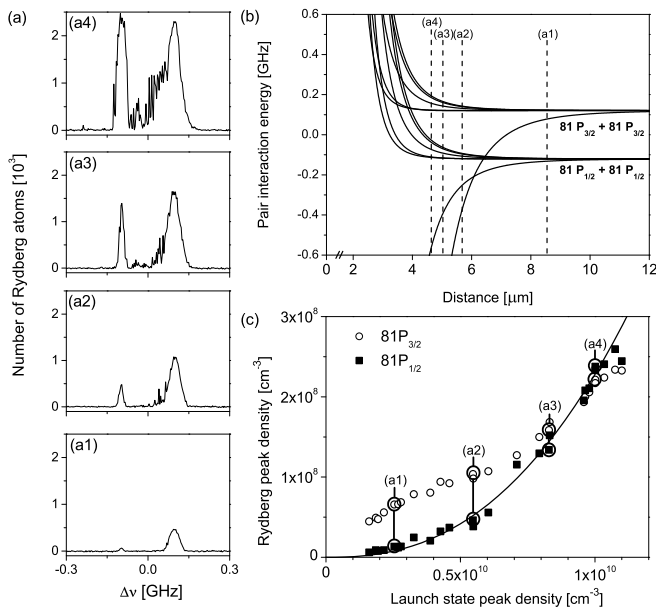 (a)
(a4)
2
1
0
(a3)
2
1
0
(a2)
2
1
0
(a1)
2
1
0
-0.3 0.0 0.3
Δν [GHz]
Number of Rydberg atoms [10³]
(b)
0.6
0.4
0.2
0.0
-0.2
-0.4
-0.6
Pair interaction energy [GHz]
(a4)
(a3) (a2)
(a1)
81 P3/2 + 81 P3/2
81 P1/2 + 81 P1/2
0 2 4 6 8 10 12
Distance [μm]
(c)
3x10⁸
2x10⁸
1x10⁸
0
Rydberg peak density [cm⁻³]
81P3/2
81P1/2
(a1)
(a2)
(a3)
(a4)
0 0.5x10¹⁰ 1x10¹⁰
Launch state peak density [cm⁻³]